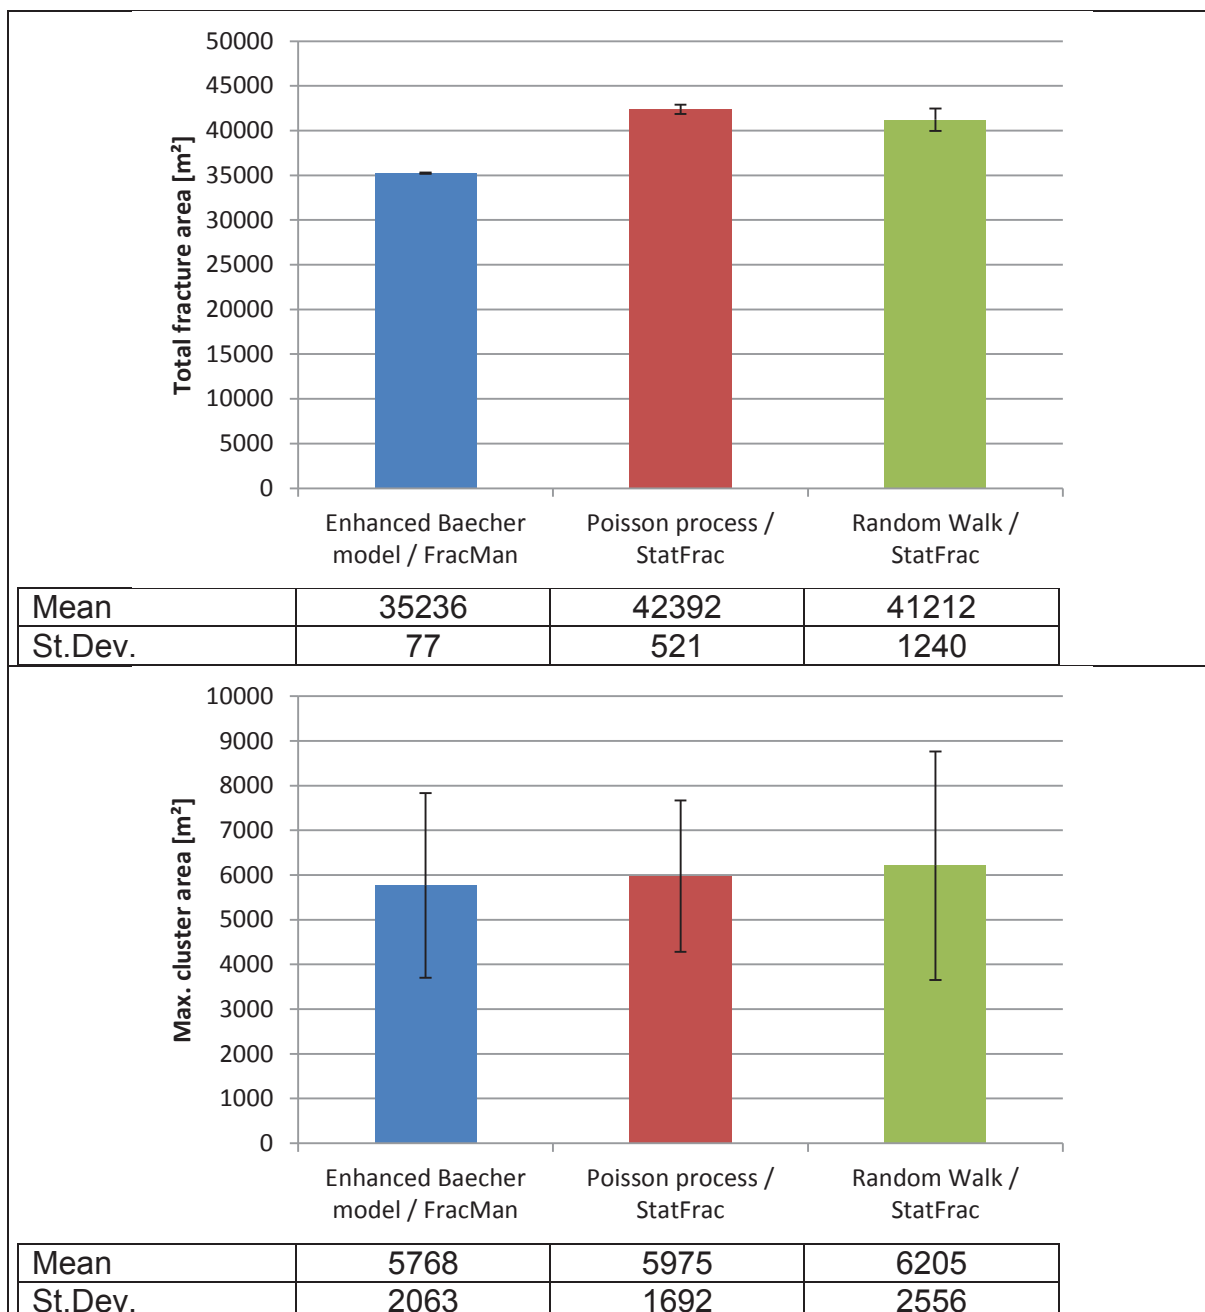 50000
45000
40000
35000
30000
25000
20000
15000
10000
5000
0
Total fracture area [m²]
Enhanced Baecher model / FracMan
Poisson process / StatFrac
Random Walk / StatFrac
Mean 35236 42392 41212
St.Dev. 77 521 1240
10000
9000
8000
7000
6000
5000
4000
3000
2000
1000
0
Max. cluster area [m²]
Enhanced Baecher model / FracMan
Poisson process / StatFrac
Random Walk / StatFrac
Mean 5768 5975 6205
St.Dev. 2063 1692 2556